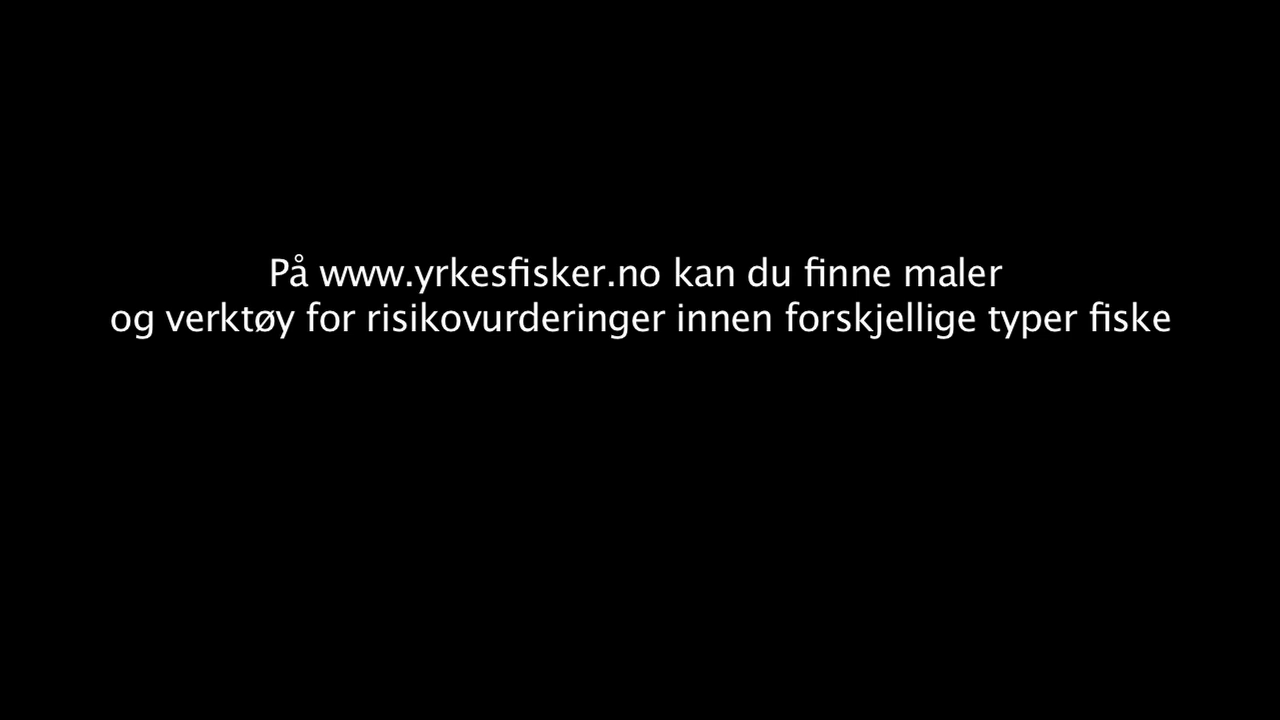 På www.yrkesfisker.no kan du finne maler
og verktøy for risikovurderinger innen forskjellige typer fiske